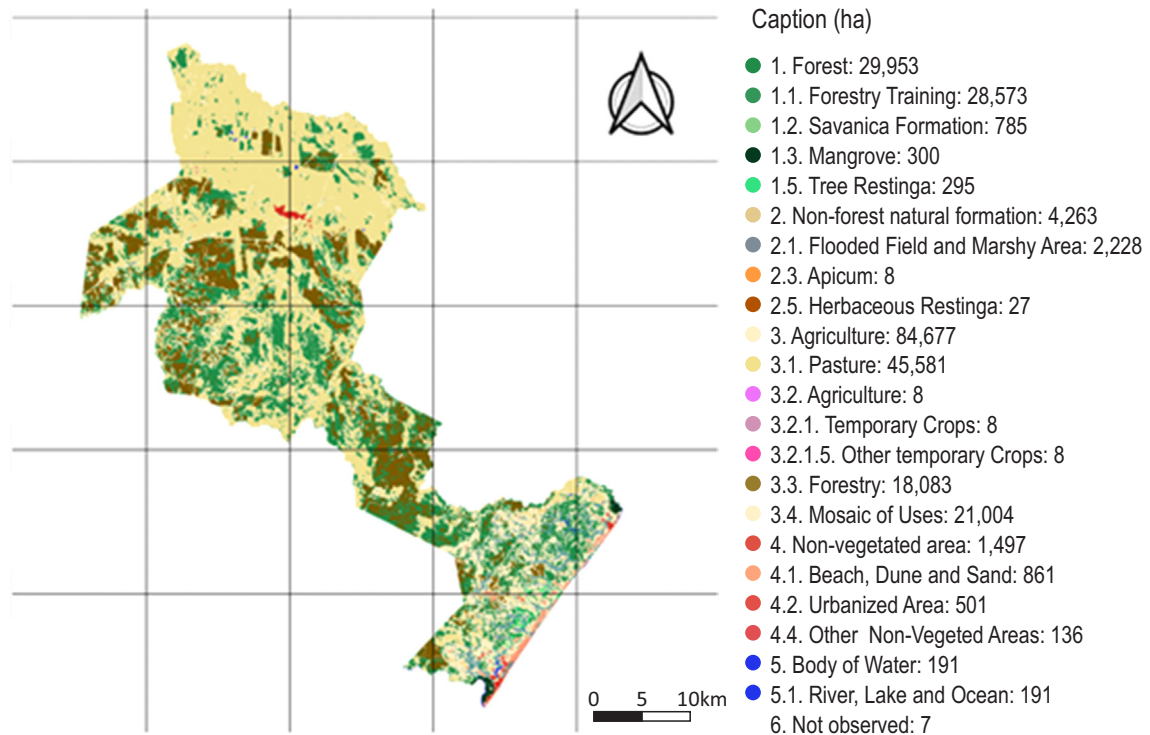 Caption (ha)
1. Forest: 29,953
1.1. Forestry Training: 28,573
1.2. Savanica Formation: 785
1.3. Mangrove: 300
1.5. Tree Restinga: 295
2. Non-forest natural formation: 4,263
2.1. Flooded Field and Marshy Area: 2,228
2.3. Apicum: 8
2.5. Herbaceous Restinga: 27
3. Agriculture: 84,677
3.1. Pasture: 45,581
3.2. Agriculture: 8
3.2.1. Temporary Crops: 8
3.2.1.5. Other temporary Crops: 8
3.3. Forestry: 18,083
3.4. Mosaic of Uses: 21,004
4. Non-vegetated area: 1,497
4.1. Beach, Dune and Sand: 861
4.2. Urbanized Area: 501
4.4. Other Non-Vegeted Areas: 136
5. Body of Water: 191
5.1. River, Lake and Ocean: 191
6. Not observed: 7
0 5 10km